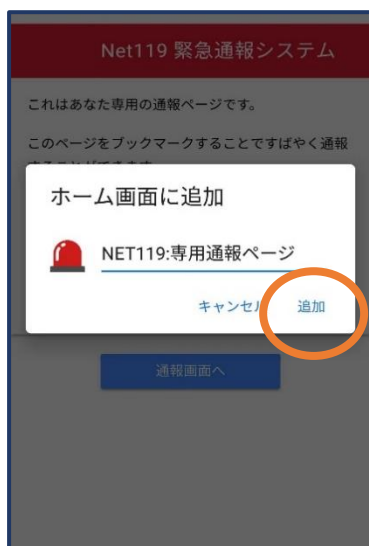 Net119 緊急通報システム
これはあなた専用の通報ページです。
このページをブックマークすることですばやく通報
ホーム画面に追加
NET119:専用通報ページ
キャンセル 追加
通報画面へ